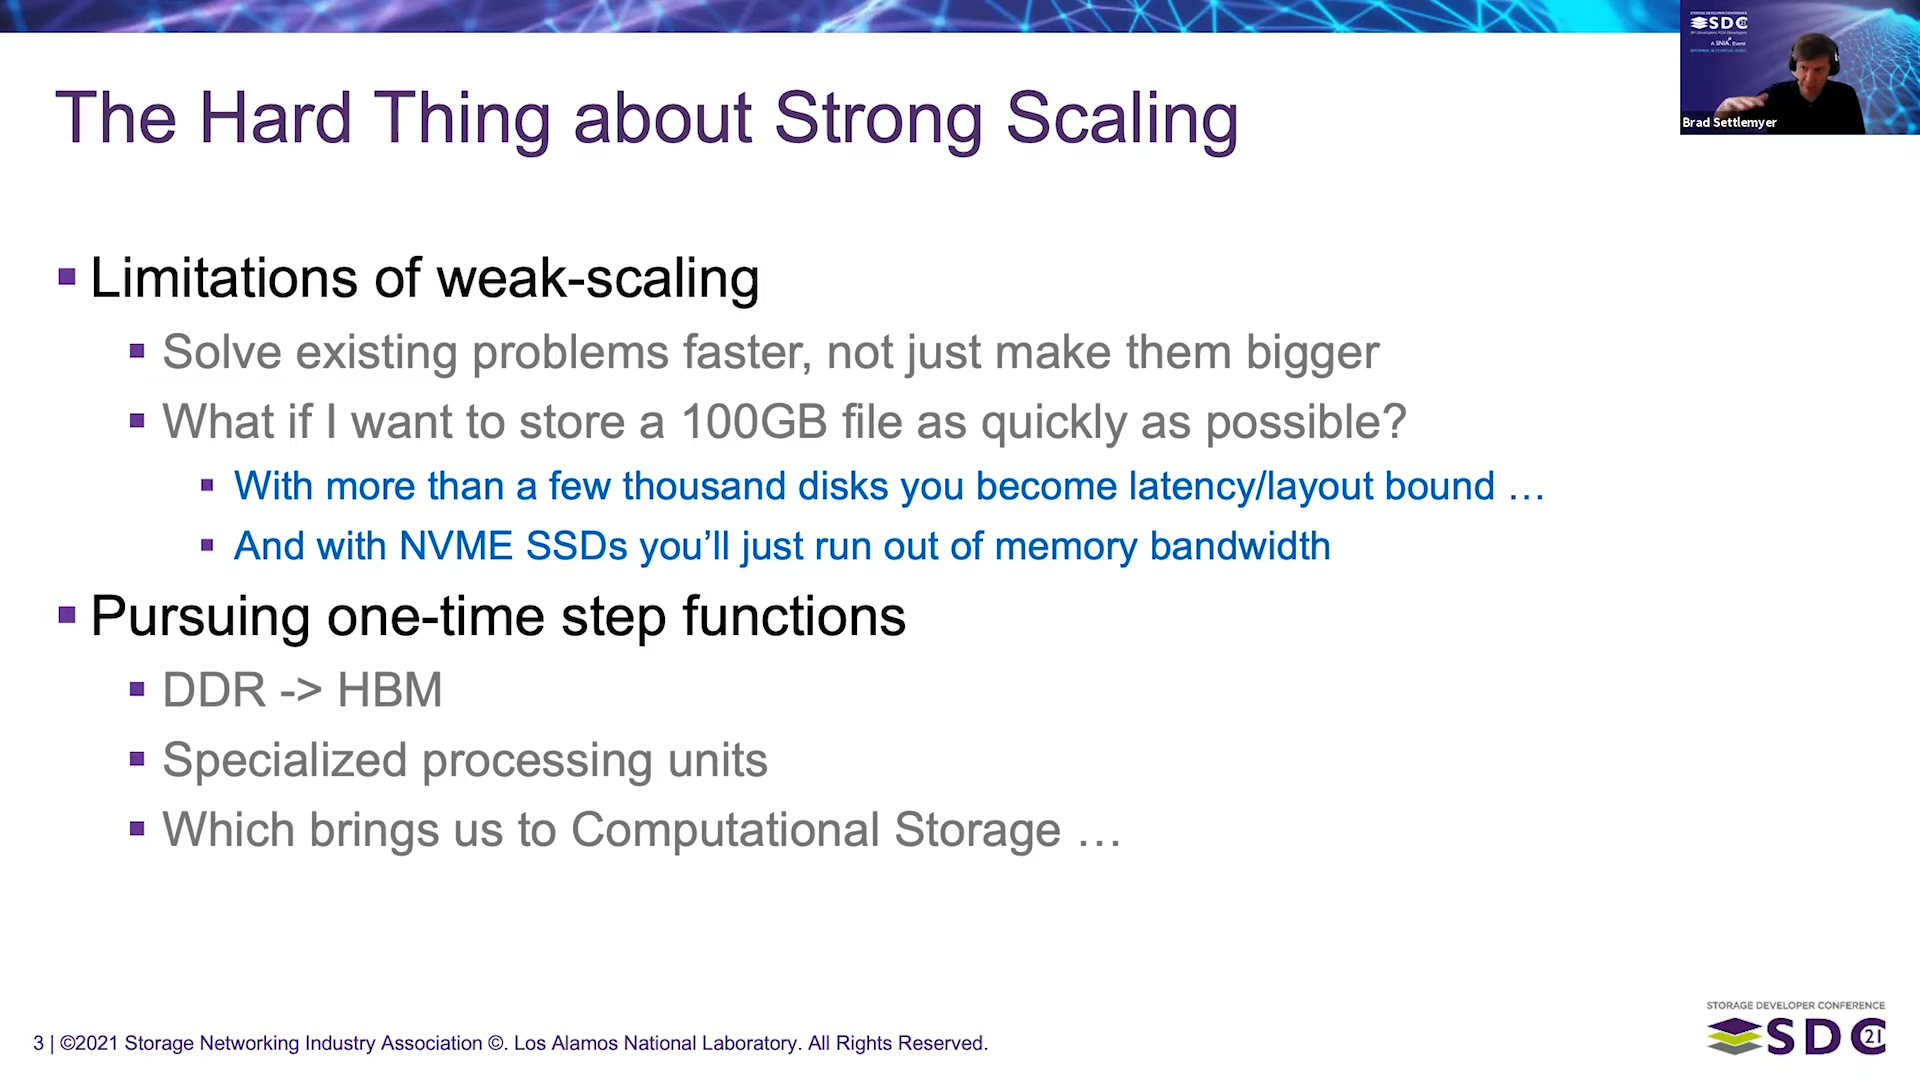 The Hard Thing about Strong Scaling
Limitations of weak-scaling
Solve existing problems faster, not just make them bigger
What if I want to store a 100GB file as quickly as possible?
With more than a few thousand disks you become latency/layout bound …
And with NVME SSDs you’ll just run out of memory bandwidth
Pursuing one-time step functions
DDR -> HBM
Specialized processing units
Which brings us to Computational Storage …
3 | ©2021 Storage Networking Industry Association ©. Los Alamos National Laboratory. All Rights Reserved.
STORAGE DEVELOPER CONFERENCE
SDC 21
SDC
A SNIA Event
Brad Settlemyer